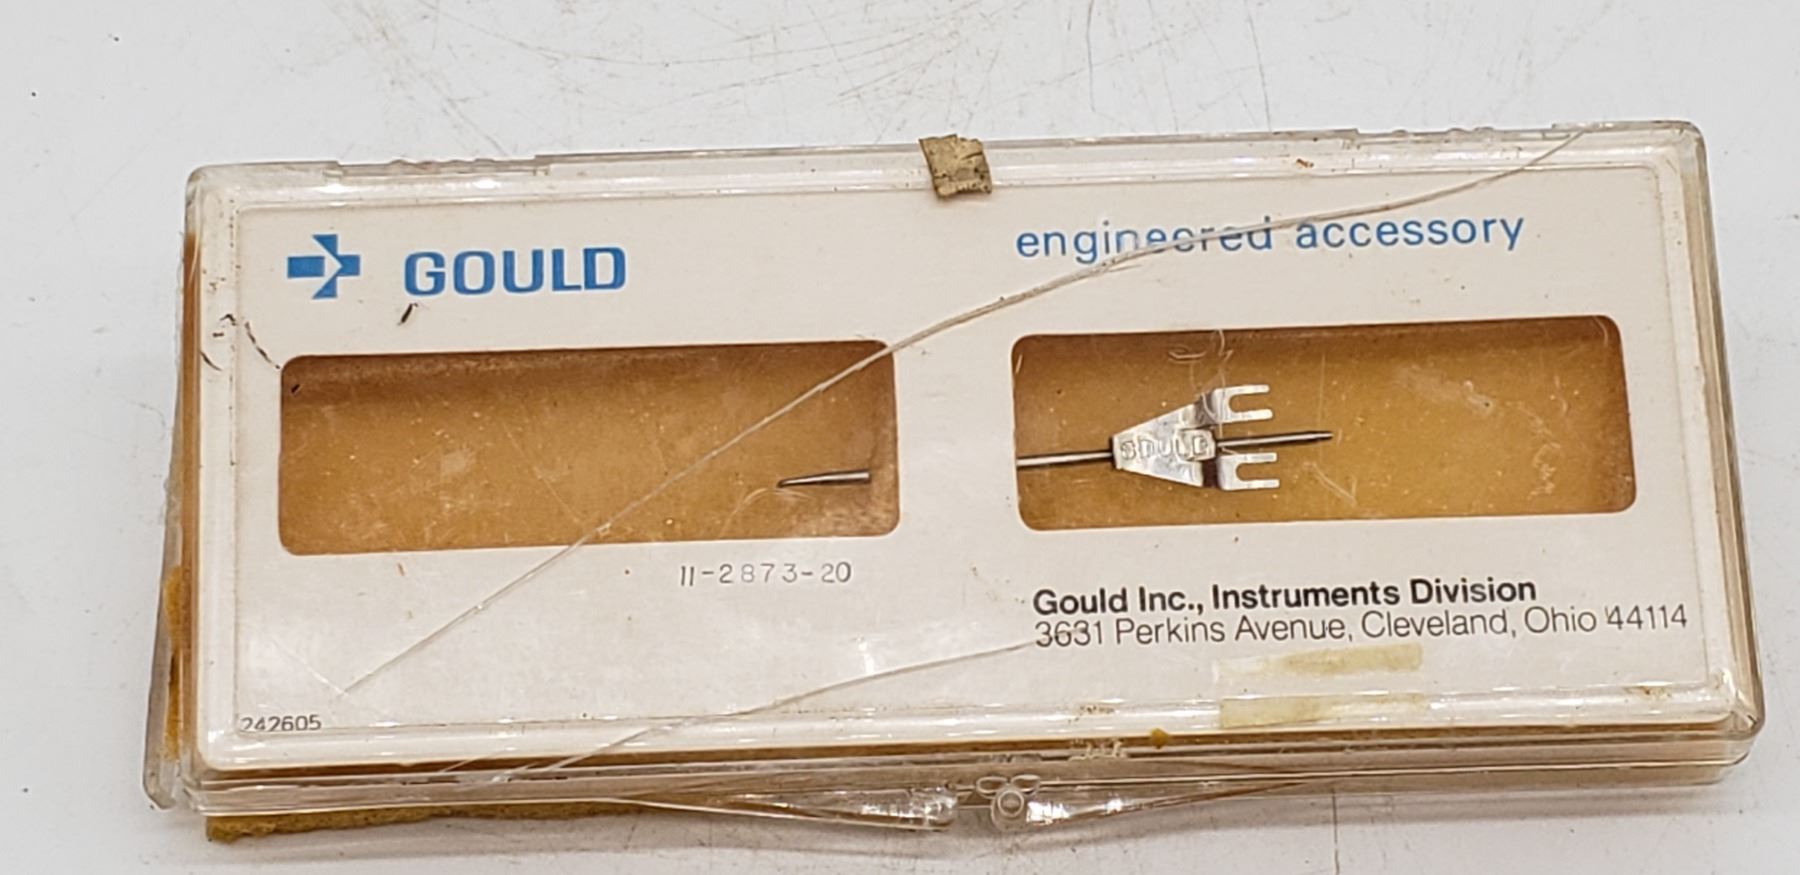 GOULD
engineered accessory
GOULD
11-2873-20
Gould Inc., Instruments Division
3631 Perkins Avenue, Cleveland, Ohio 44114
242605